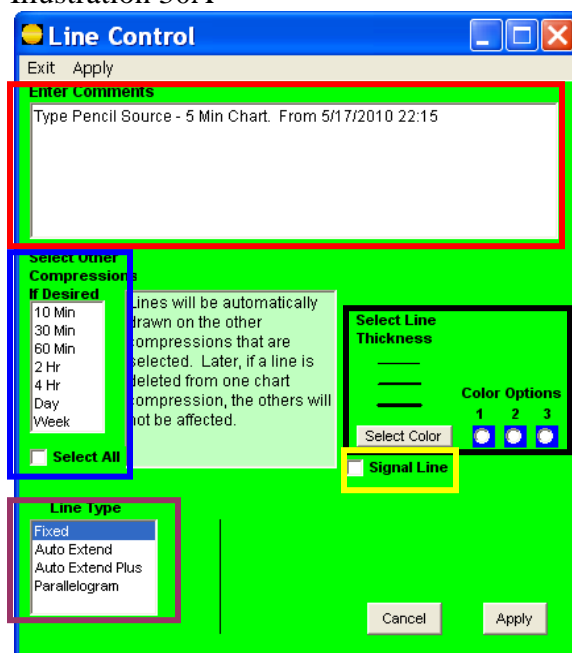 Line Control
Exit Apply
Enter Comments
Type Pencil Source - 5 Min Chart. From 5/17/2010 22:15
Select Other
Compressions
If Desired
10 Min
30 Min
60 Min
2 Hr
4 Hr
Day
Week
Select All
Lines will be automatically
drawn on the other
compressions that are
selected. Later, if a line is
deleted from one chart
compression, the others will
not be affected.
Select Line
Thickness
Color Options
1 2 3
Select Color
Signal Line
Line Type
Fixed
Auto Extend
Auto Extend Plus
Parallelogram
Cancel Apply